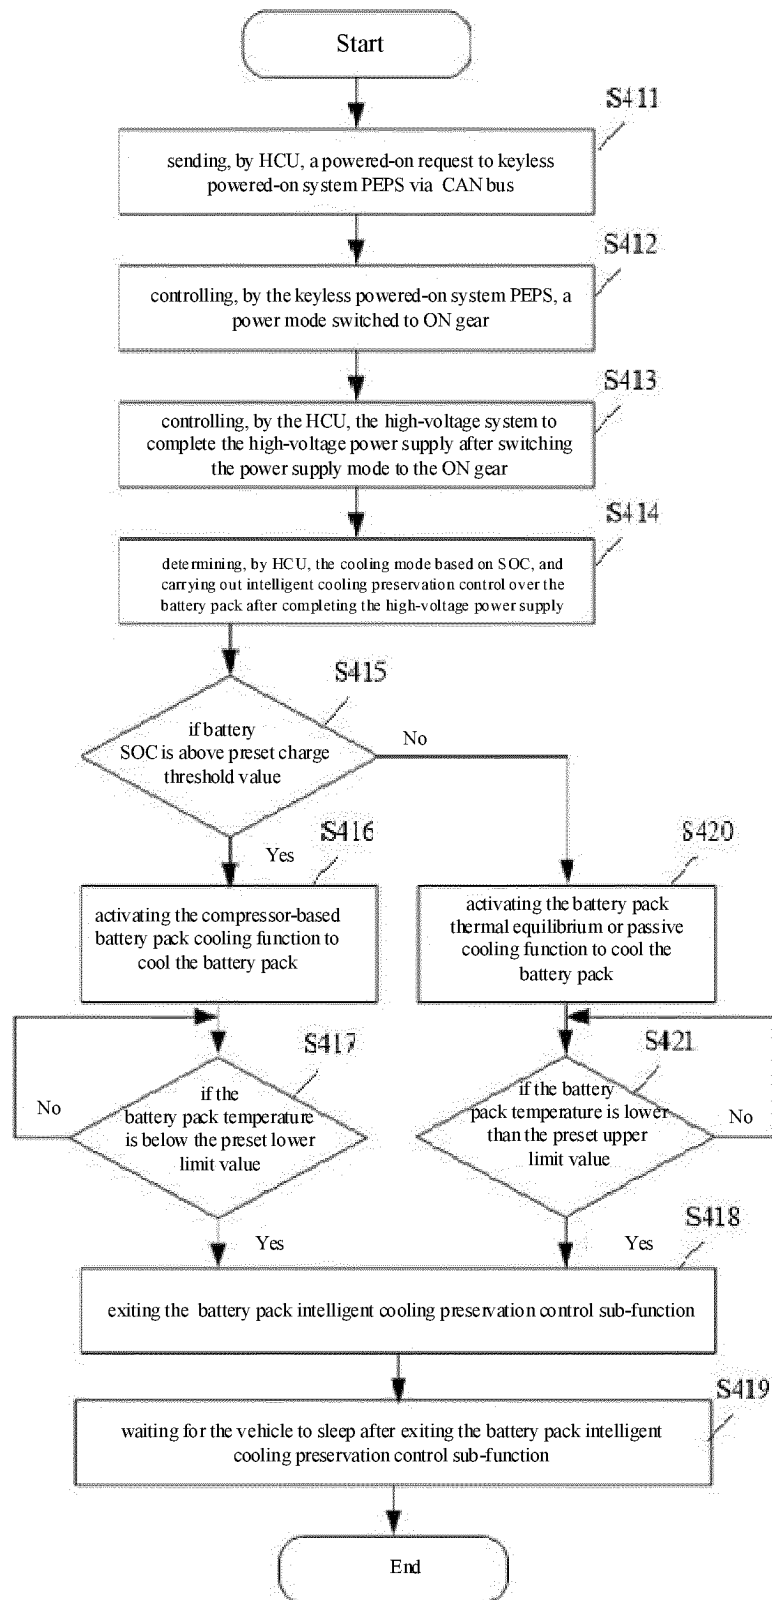 Start
S411
sending, by HCU, a powered-on request to keyless
powered-on system PEPS via CAN bus
S412
controlling, by the keyless powered-on system PEPS, a
power mode switched to ON gear
S413
controlling, by the HCU, the high-voltage system to
complete the high-voltage power supply after switching
the power supply mode to the ON gear
S414
determining, by HCU, the cooling mode based on SOC, and
carrying out intelligent cooling preservation control over the
battery pack after completing the high-voltage power supply
S415
if battery
SOC is above preset charge
threshold value
No
Yes
S416
activating the compressor-based
battery pack cooling function to
cool the battery pack
S420
activating the battery pack
thermal equilibrium or passive
cooling function to cool the
battery pack
S417
if the
battery pack temperature
is below the preset lower
limit value
No
Yes
S421
if the battery
pack temperature is lower
than the preset upper
limit value
No
Yes
S418
exiting the battery pack intelligent cooling preservation control sub-function
S419
waiting for the vehicle to sleep after exiting the battery pack intelligent
cooling preservation control sub-function
End